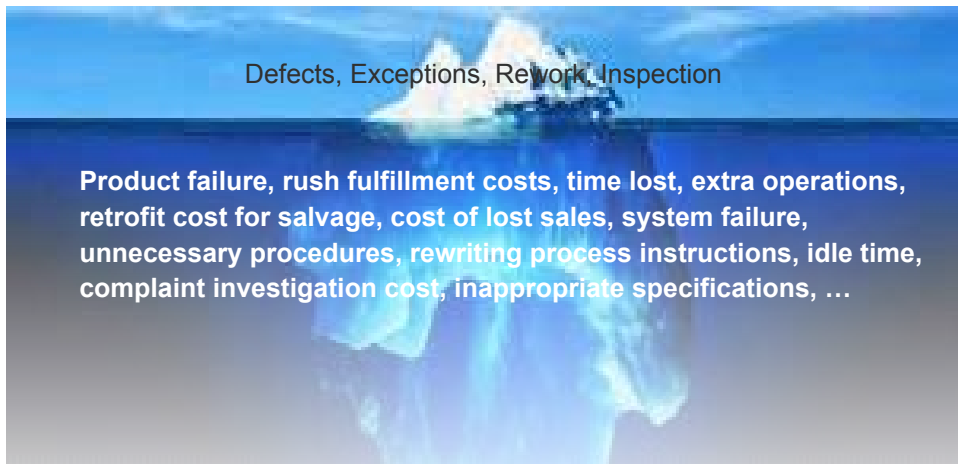 Defects, Exceptions, Rework, Inspection
Product failure, rush fulfillment costs, time lost, extra operations,
retrofit cost for salvage, cost of lost sales, system failure,
unnecessary procedures, rewriting process instructions, idle time,
complaint investigation cost, inappropriate specifications, …